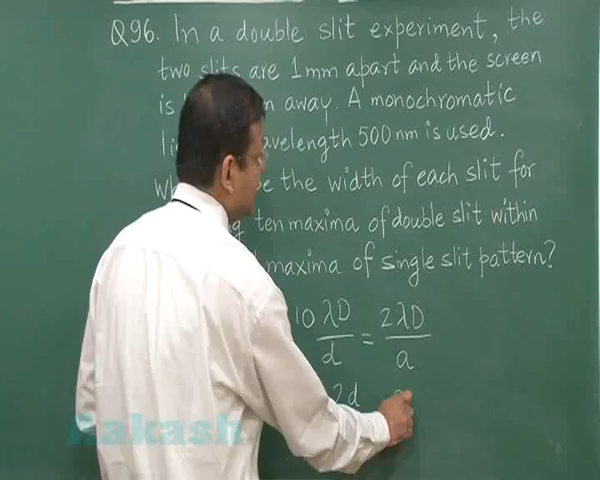 Q96. In a double slit experiment, the
two slits are 1mm apart and the screen
is away. A monochromatic
wavelength 500nm is used.
the width of each slit for
ten maxima of double slit within
maxima of single slit pattern?
10 λD/d = 2λD/a
2d
Aakash